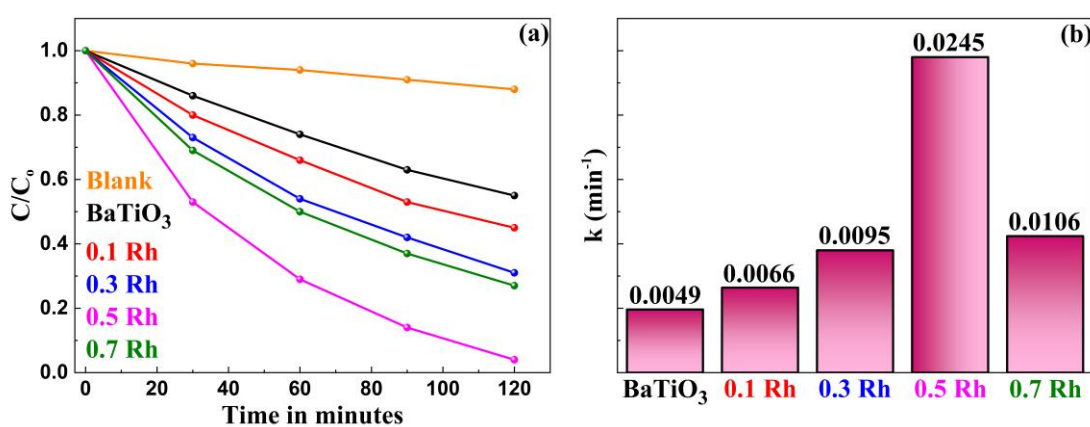 (a)
1.0
0.8
0.6
0.4
0.2
0.0
C/Cₒ
Blank
BaTiO₃
0.1 Rh
0.3 Rh
0.5 Rh
0.7 Rh
0 20 40 60 80 100 120
Time in minutes
(b)
k (min⁻¹)
0.0049
0.0066
0.0095
0.0245
0.0106
BaTiO₃ 0.1 Rh 0.3 Rh 0.5 Rh 0.7 Rh